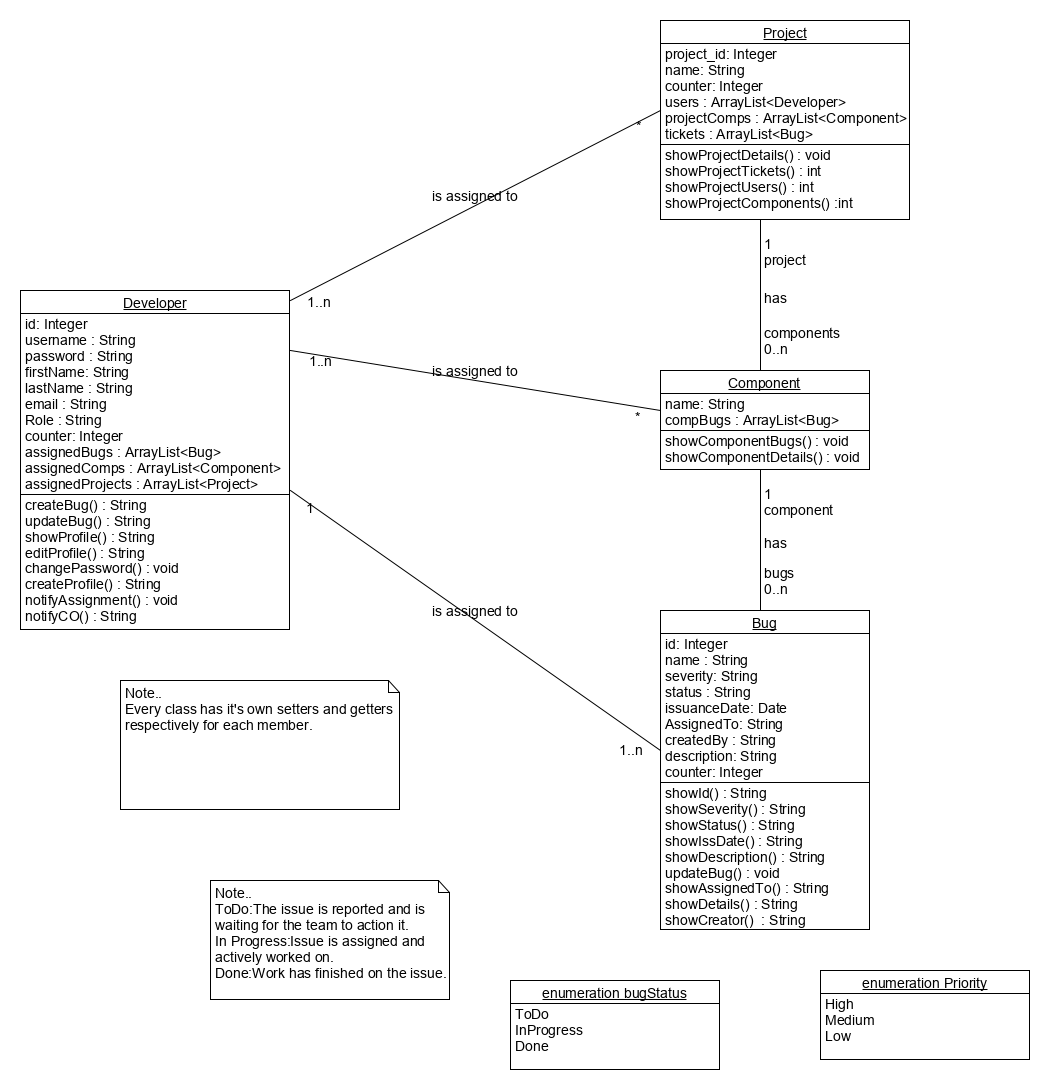 Project
project_id: Integer
name: String
counter: Integer
users : ArrayList<Developer>
projectComps : ArrayList<Component>
tickets : ArrayList<Bug>
showProjectDetails() : void
showProjectTickets() : int
showProjectUsers() : int
showProjectComponents() :int
*
is assigned to
1..n
1
project
has
components
0..n
Developer
id: Integer
username : String
password : String
firstName: String
lastName : String
email : String
Role : String
counter: Integer
assignedBugs : ArrayList<Bug>
assignedComps : ArrayList<Component>
assignedProjects : ArrayList<Project>
createBug() : String
updateBug() : String
showProfile() : String
editProfile() : String
changePassword() : void
createProfile() : String
notifyAssignment() : void
notifyCO() : String
1..n
is assigned to
*
Component
name: String
compBugs : ArrayList<Bug>
showComponentBugs() : void
showComponentDetails() : void
1
component
has
bugs
0..n
1
is assigned to
1..n
Bug
id: Integer
name : String
severity: String
status : String
issuanceDate: Date
AssignedTo: String
createdBy : String
description: String
counter: Integer
showId() : String
showSeverity() : String
showStatus() : String
showIssDate() : String
showDescription() : String
updateBug() : void
showAssignedTo() : String
showDetails() : String
showCreator()  : String
Note..
Every class has it's own setters and getters
respectively for each member.
Note..
ToDo:The issue is reported and is
waiting for the team to action it.
In Progress:Issue is assigned and
actively worked on.
Done:Work has finished on the issue.
enumeration bugStatus
ToDo
InProgress
Done
enumeration Priority
High
Medium
Low